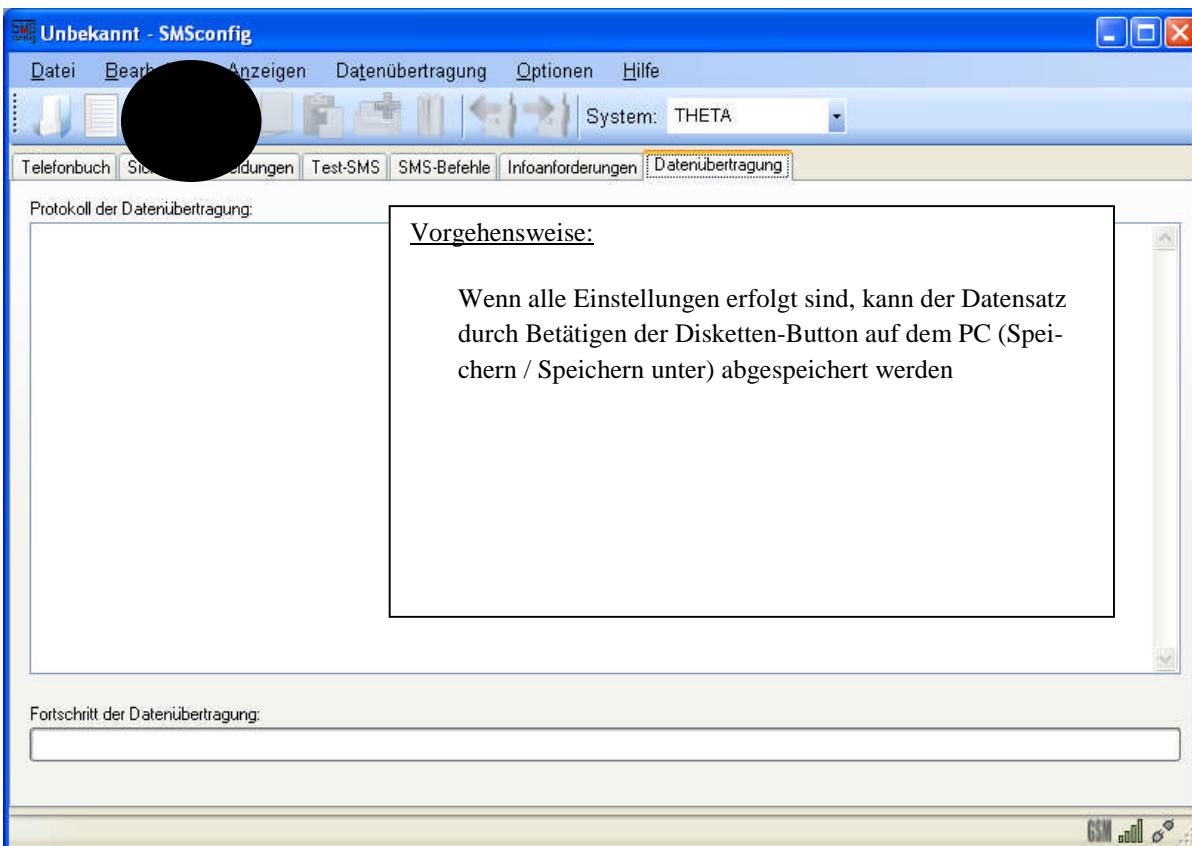 Unbekannt - SMSconfig
Datei Anzeigen Datenübertragung Optionen Hilfe
System: THETA
Telefonbuch Test-SMS SMS-Befehle Infoanforderungen Datenübertragung
Protokoll der Datenübertragung:
Vorgehensweise:
Wenn alle Einstellungen erfolgt sind, kann der Datensatz
durch Betätigen der Disketten-Button auf dem PC (Spei-
chern / Speichern unter) abgespeichert werden
Fortschritt der Datenübertragung:
GSM